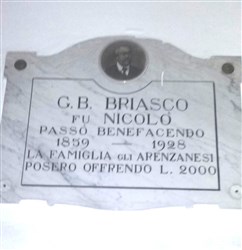 G.B. BRIASCO
FU NICOLÒ
PASSÒ BENEFACENDO
1859 — 1928
LA FAMIGLIA GLI ARENZANESI
POSERO OFFRENDO L. 2000